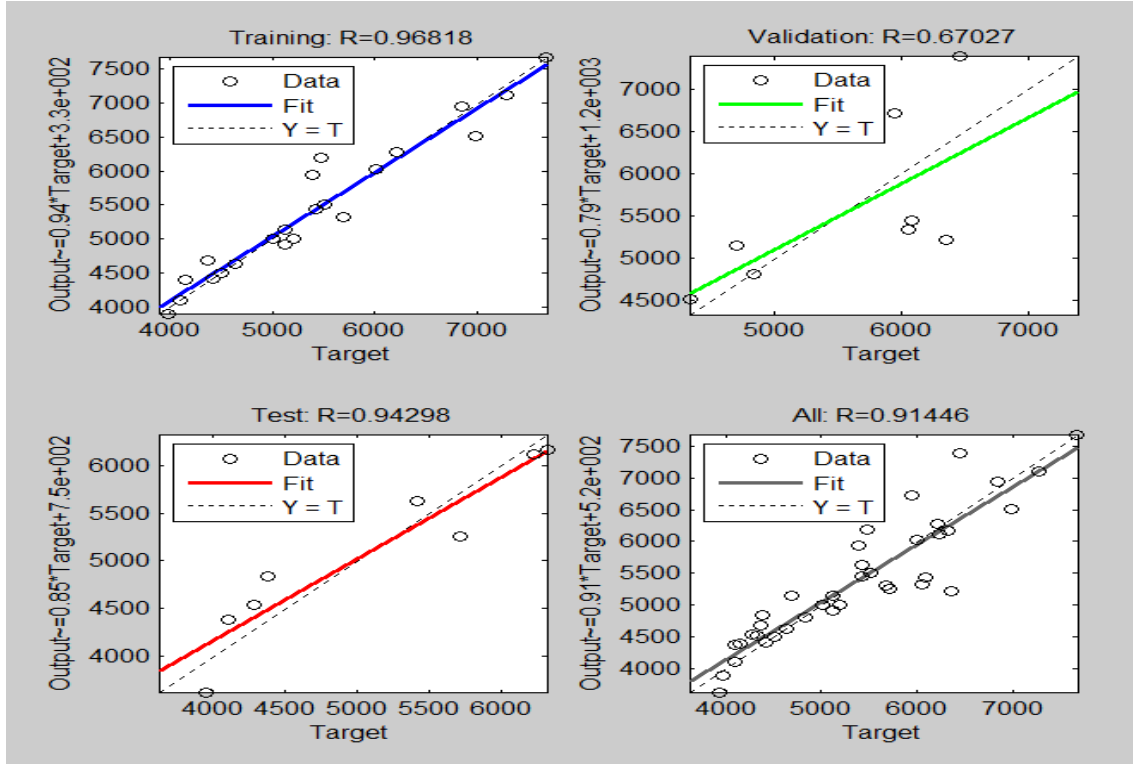 Training: R=0.96818
Output~=0.94*Target+3.3e+002
7500
7000
6500
6000
5500
5000
4500
4000
Data
Fit
Y = T
4000 5000 6000 7000
Target
Validation: R=0.67027
Output~=0.79*Target+1.2e+003
7000
6500
6000
5500
5000
4500
Data
Fit
Y = T
5000 6000 7000
Target
Test: R=0.94298
Output~=0.85*Target+7.5e+002
6000
5500
5000
4500
4000
Data
Fit
Y = T
4000 4500 5000 5500 6000
Target
All: R=0.91446
Output~=0.91*Target+5.2e+002
7500
7000
6500
6000
5500
5000
4500
4000
Data
Fit
Y = T
4000 5000 6000 7000
Target